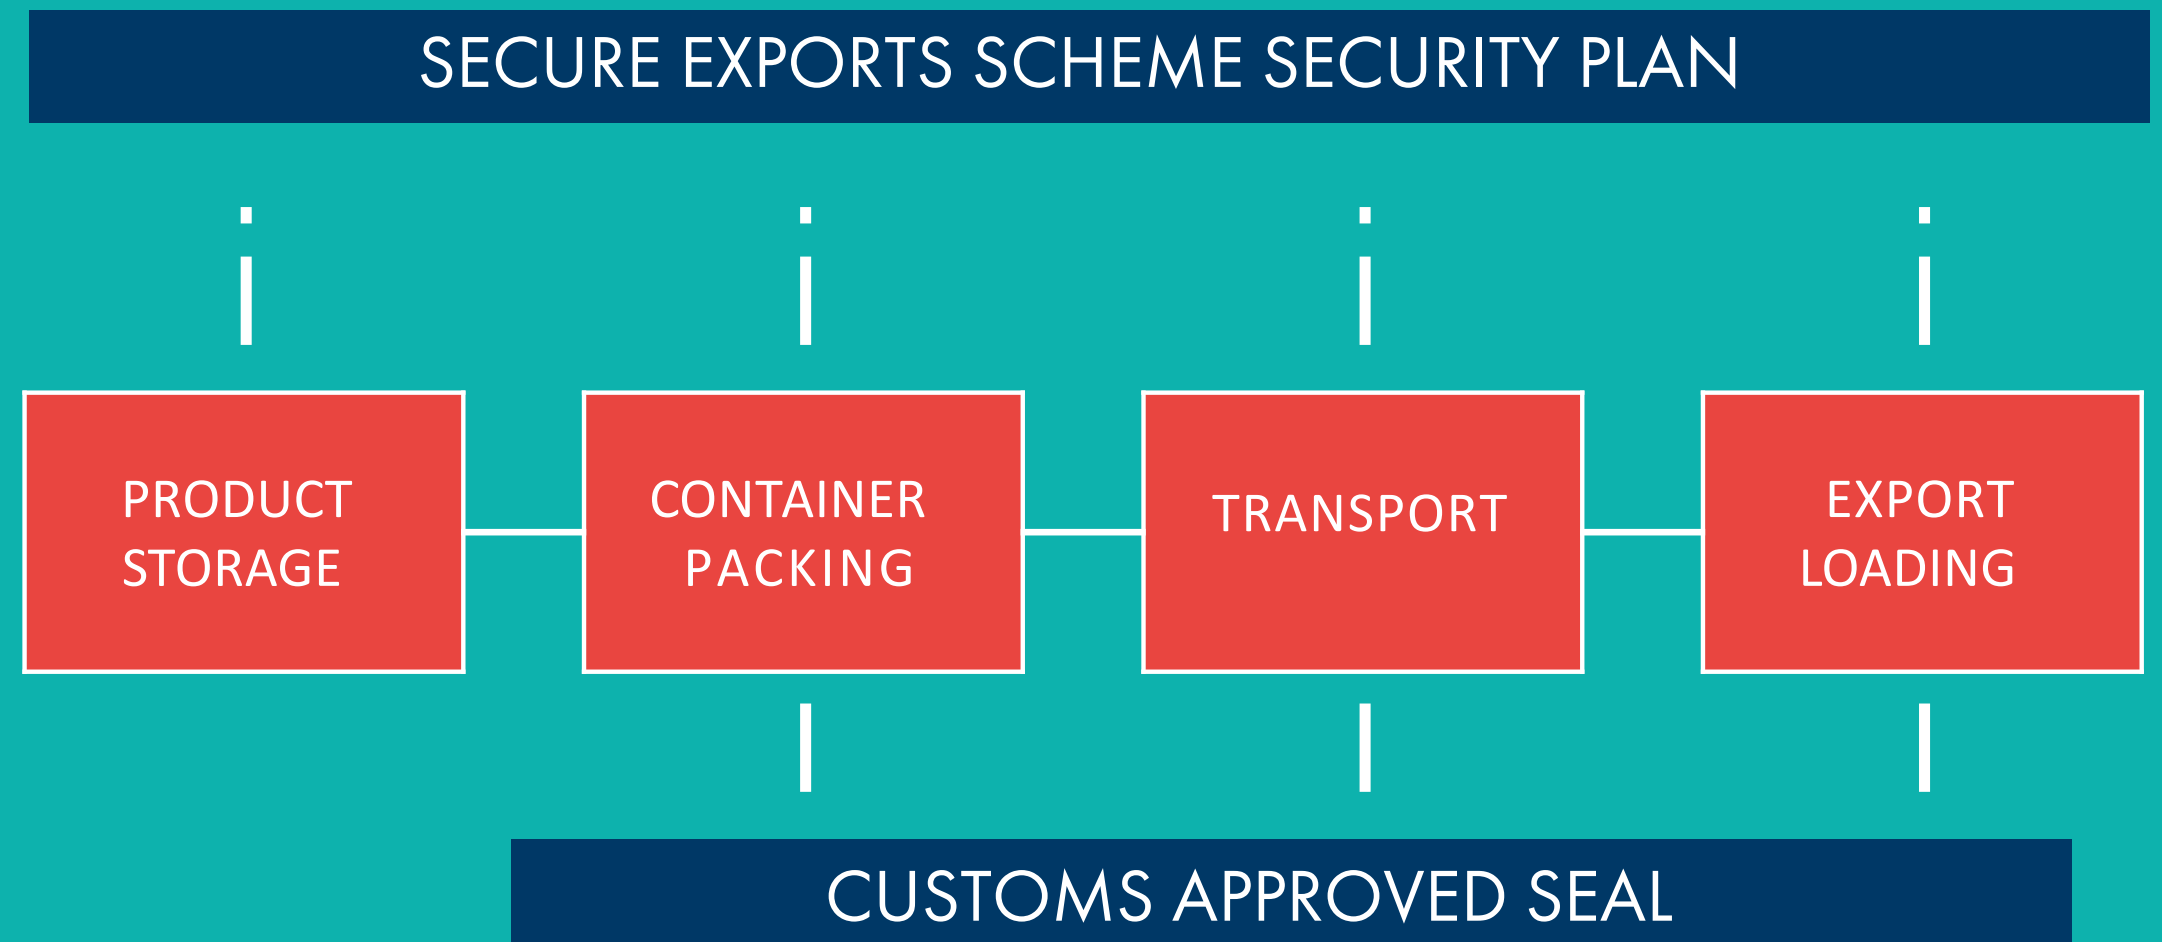 SECURE EXPORTS SCHEME SECURITY PLAN
PRODUCT
STORAGE
CONTAINER
PACKING
TRANSPORT
EXPORT
LOADING
CUSTOMS APPROVED SEAL